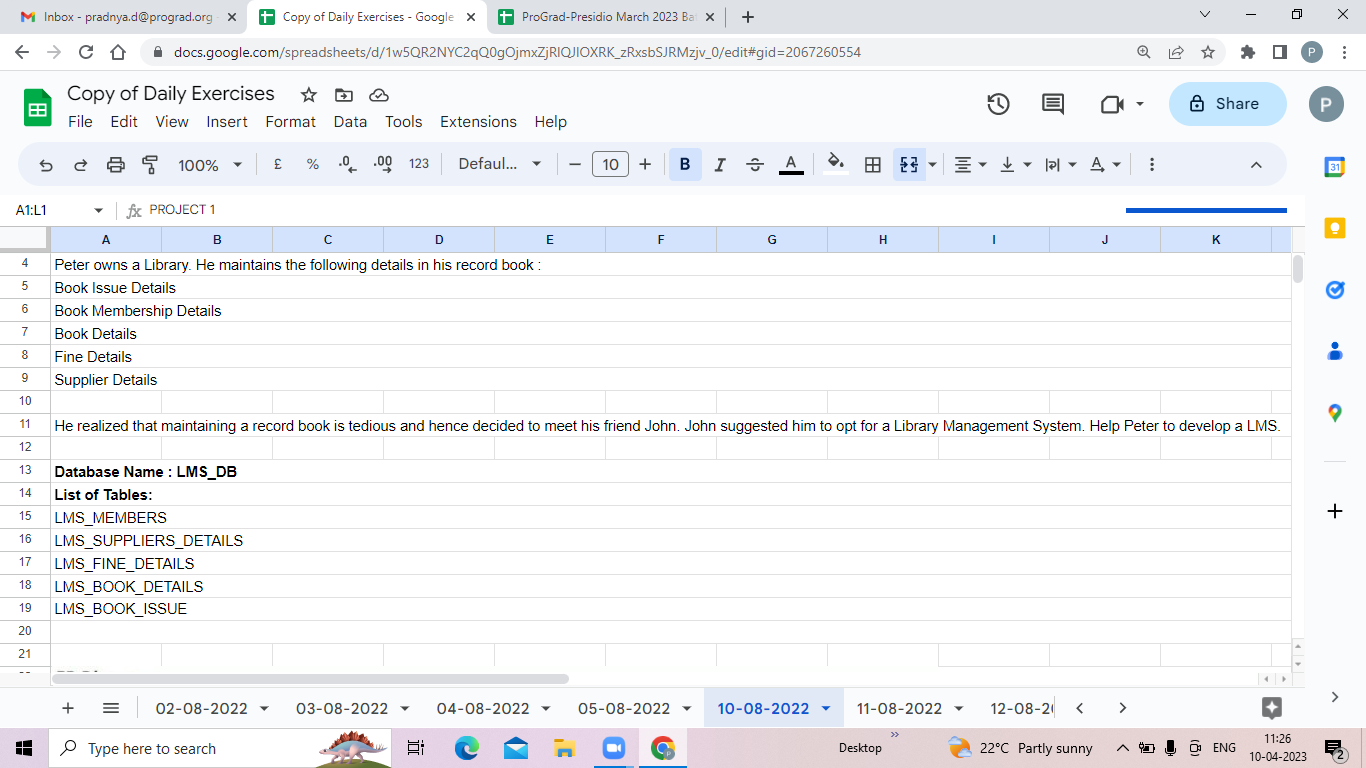 Inbox - pradnya.d@prograd.org
Copy of Daily Exercises - Google
ProGrad-Presidio March 2023 Ba
docs.google.com/spreadsheets/d/1w5QR2NYC2qQ0gOjmxZjRIQJIOXRK_zRxsbSJRMzjv_0/edit#gid=2067260554
P
Copy of Daily Exercises
File Edit View Insert Format Data Tools Extensions Help
Share
P
100% £ % .0 .00 123 Defaul... 10 B I S A
31
A1:L1 fx PROJECT 1
A B C D E F G H I J K
4 Peter owns a Library. He maintains the following details in his record book :
5 Book Issue Details
6 Book Membership Details
7 Book Details
8 Fine Details
9 Supplier Details
10
11 He realized that maintaining a record book is tedious and hence decided to meet his friend John. John suggested him to opt for a Library Management System. Help Peter to develop a LMS.
12
13 Database Name : LMS_DB
14 List of Tables:
15 LMS_MEMBERS
16 LMS_SUPPLIERS_DETAILS
17 LMS_FINE_DETAILS
18 LMS_BOOK_DETAILS
19 LMS_BOOK_ISSUE
20
21
02-08-2022 03-08-2022 04-08-2022 05-08-2022 10-08-2022 11-08-2022 12-08-2
Type here to search
Desktop
22°C Partly sunny
ENG
11:26
10-04-2023
2